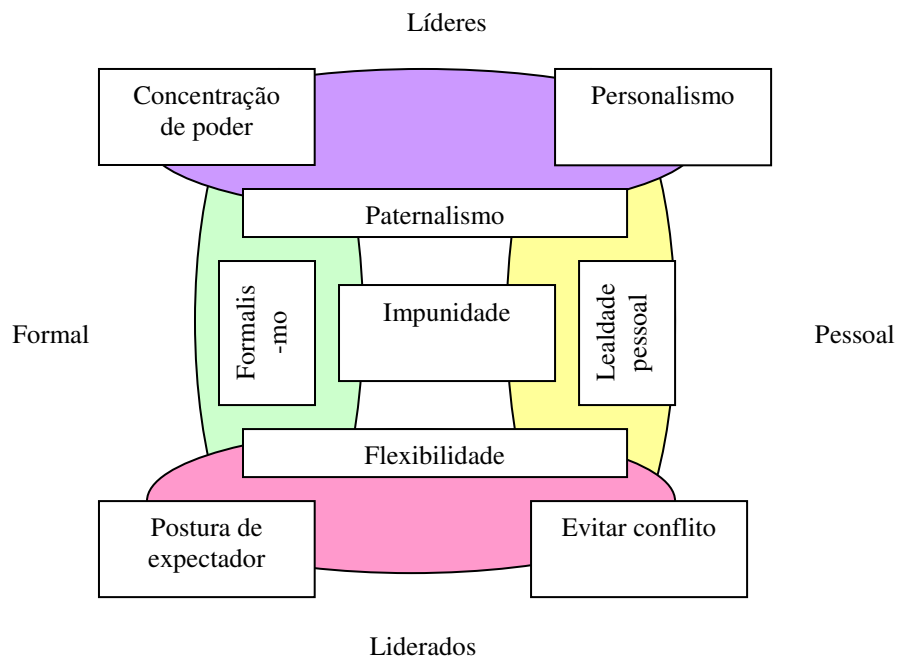 Líderes
Concentração
de poder
Personalismo
Paternalismo
Formal
Formalis
-mo
Impunidade
Lealdade
pessoal
Pessoal
Flexibilidade
Postura de
expectador
Evitar conflito
Liderados